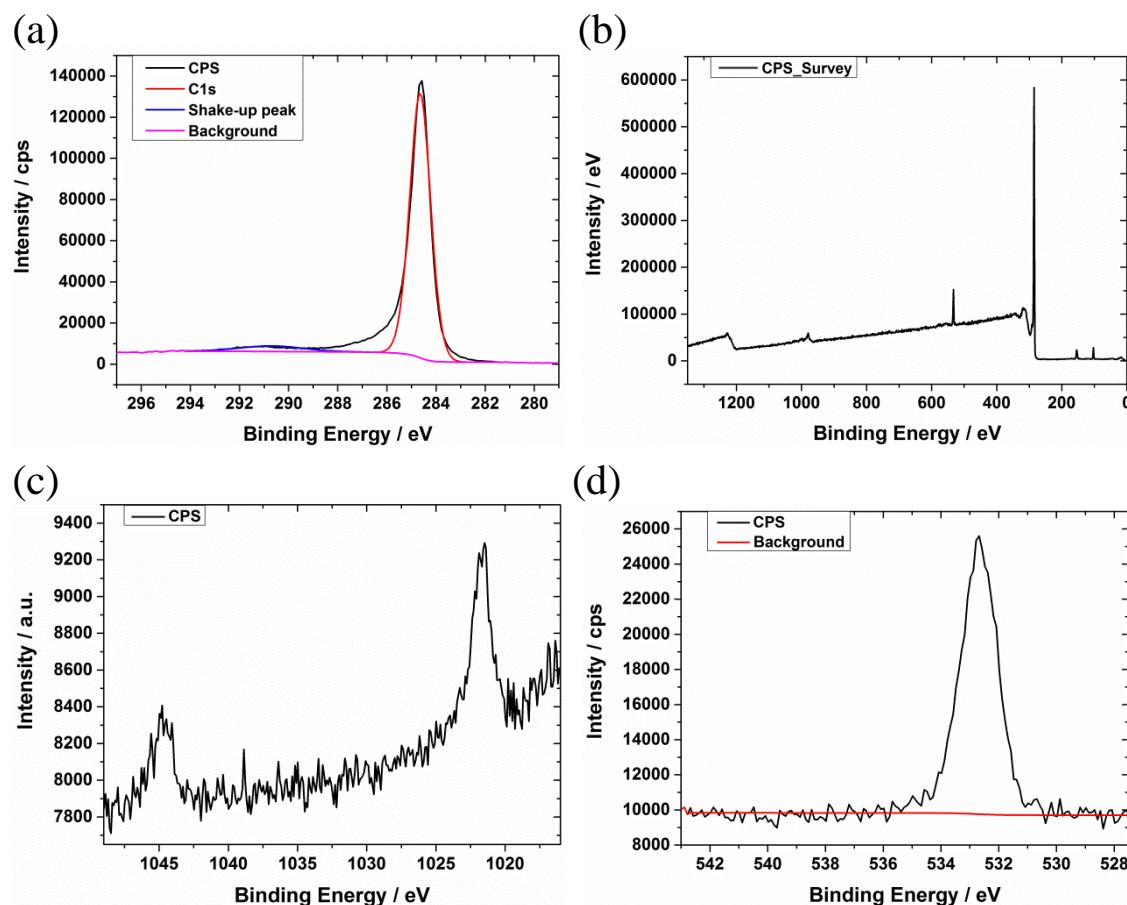 (a)
CPS
C1s
Shake-up peak
Background
Intensity / cps
140000
120000
100000
80000
60000
40000
20000
0
296 294 292 290 288 286 284 282 280
Binding Energy / eV
(b)
CPS_Survey
Intensity / eV
600000
500000
400000
300000
200000
100000
0
1200 1000 800 600 400 200 0
Binding Energy / eV
(c)
CPS
Intensity / a.u.
9400
9200
9000
8800
8600
8400
8200
8000
7800
1045 1040 1035 1030 1025 1020
Binding Energy / eV
(d)
CPS
Background
Intensity / cps
26000
24000
22000
20000
18000
16000
14000
12000
10000
8000
542 540 538 536 534 532 530 528
Binding Energy / eV